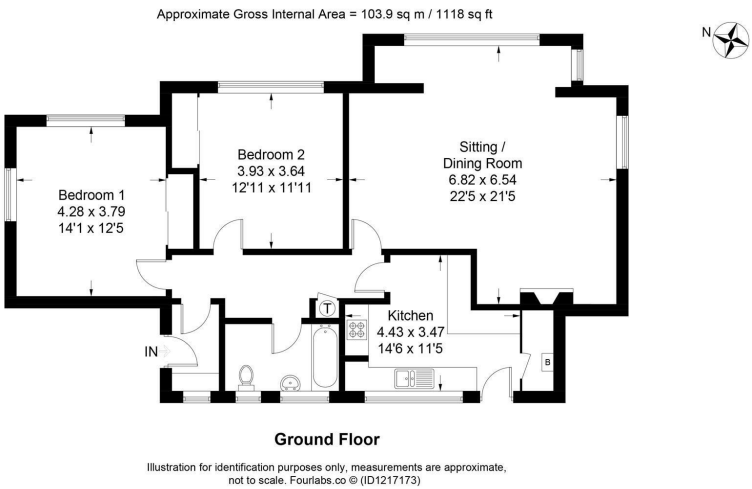 Approximate Gross Internal Area = 103.9 sq m / 1118 sq ft
N
Sitting /
Dining Room
6.82 x 6.54
22'5 x 21'5
Bedroom 2
3.93 x 3.64
12'11 x 11'11
Bedroom 1
4.28 x 3.79
14'1 x 12'5
T
Kitchen
4.43 x 3.47
14'6 x 11'5
IN
B
Ground Floor
Illustration for identification purposes only, measurements are approximate,
not to scale. Fourlabs.co © (ID1217173)